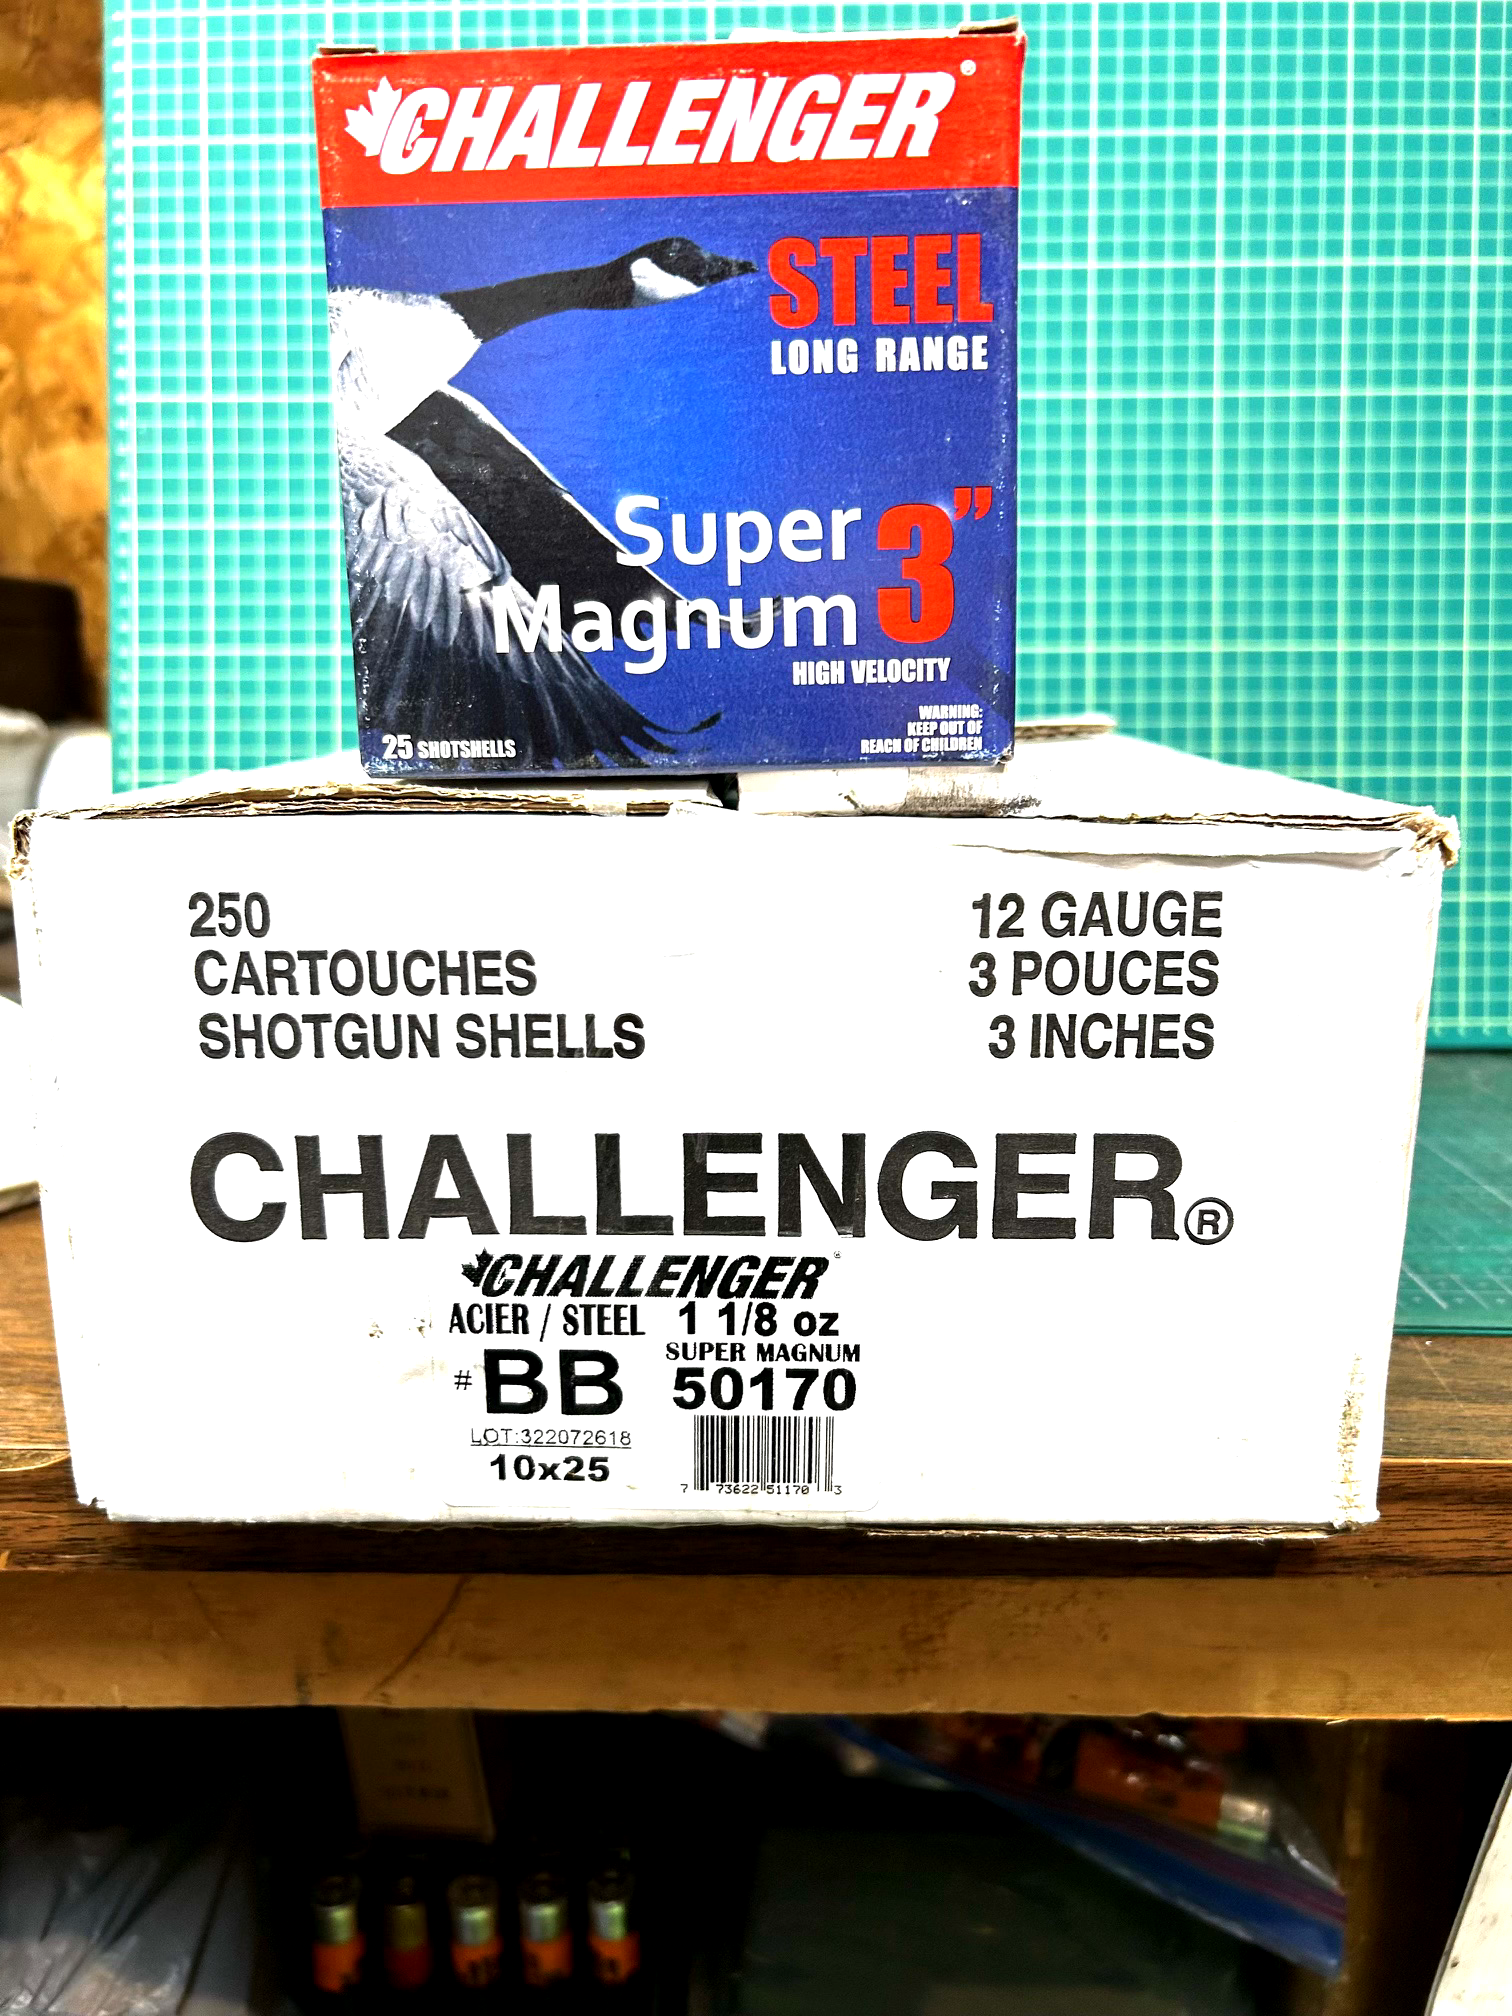 CHALLENGER®
STEEL
LONG RANGE
Super
Magnum 3”
HIGH VELOCITY
WARNING:
KEEP OUT OF
REACH OF CHILDREN
25 SHOTSHELLS
250
CARTOUCHES
SHOTGUN SHELLS
12 GAUGE
3 POUCES
3 INCHES
CHALLENGER®
CHALLENGER®
ACIER / STEEL 1 1/8 oz
SUPER MAGNUM
# BB 50170
LOT:322072618
10x25
7 73622 51170 3